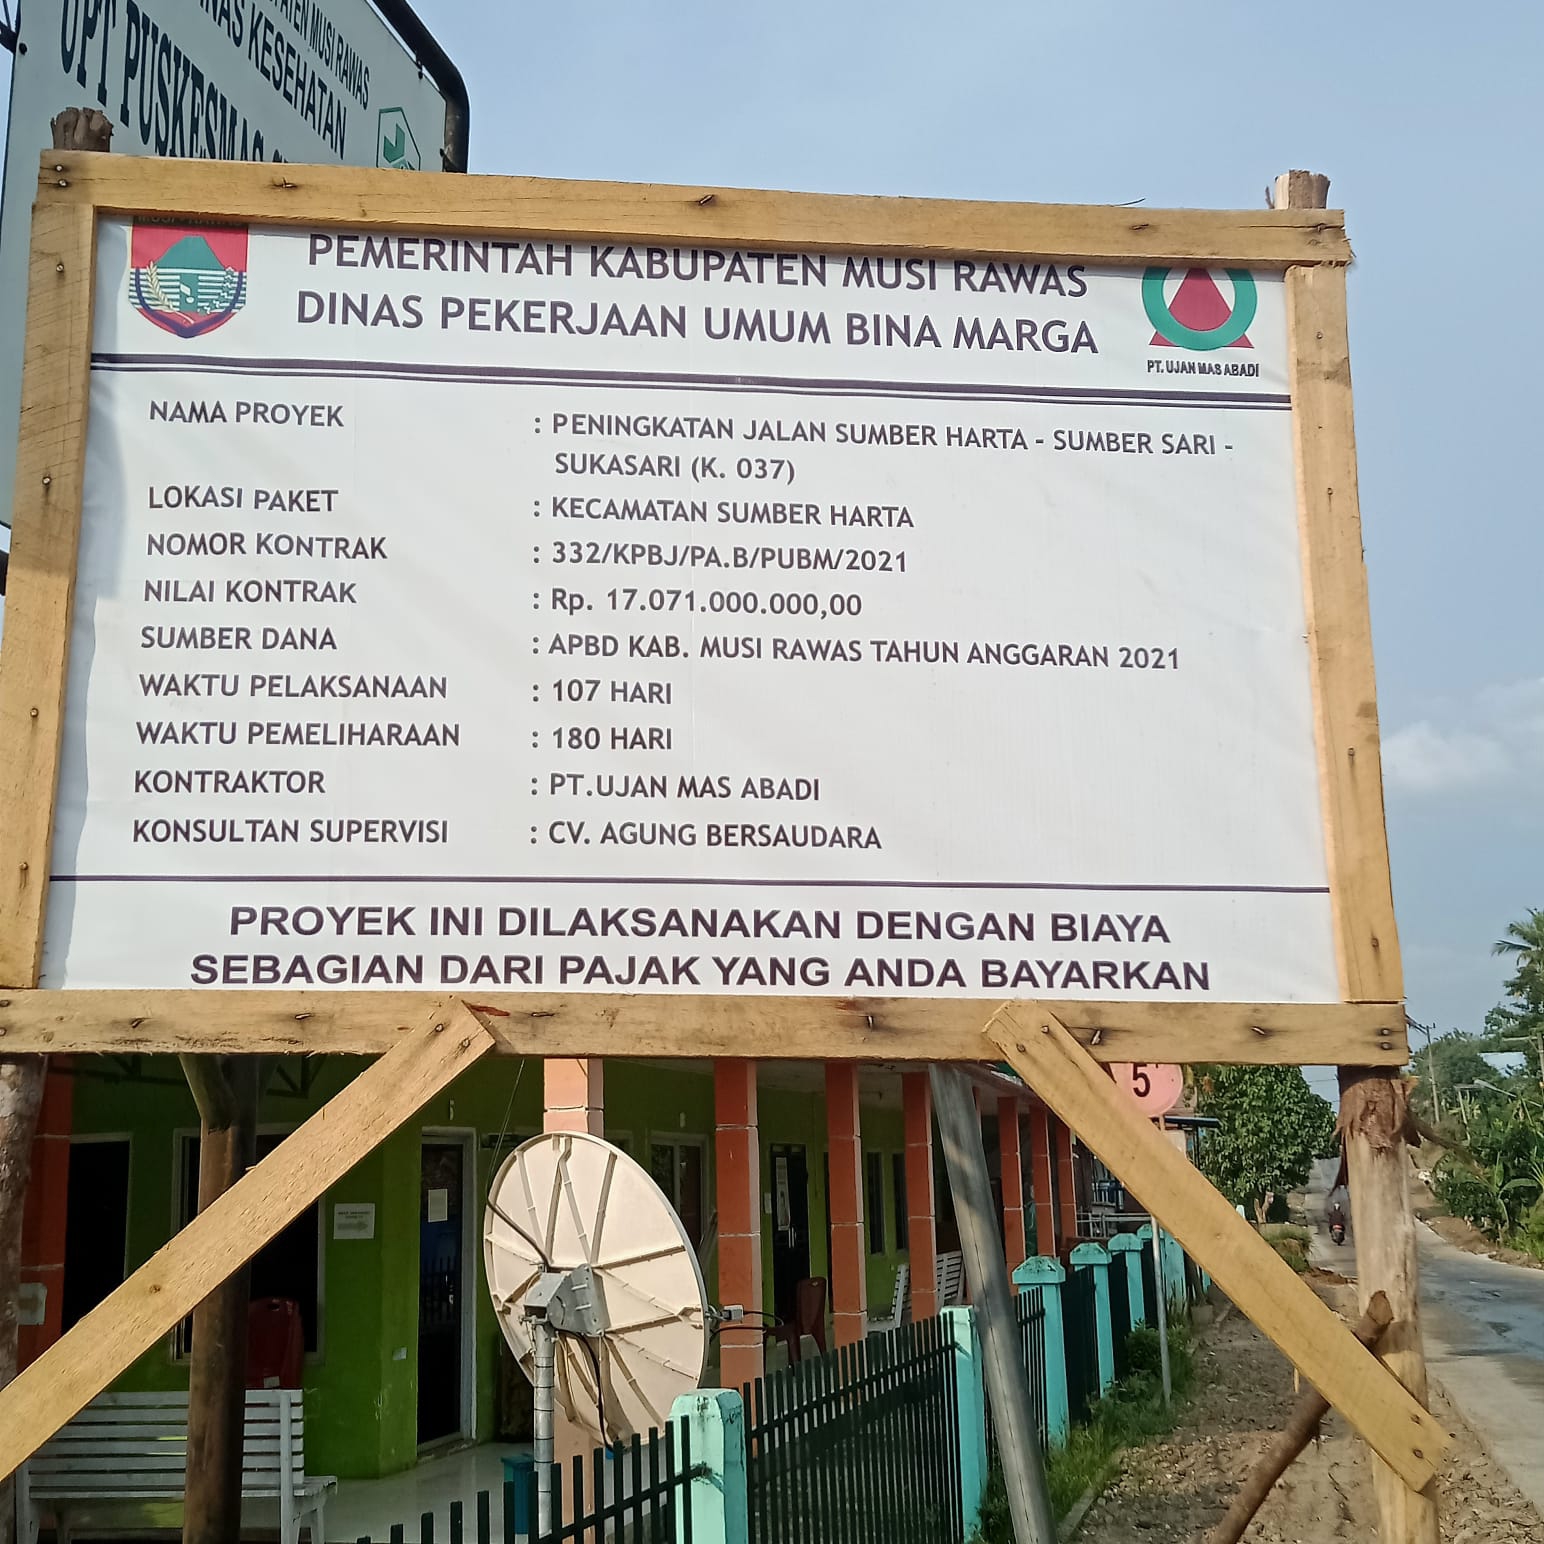 KABUPATEN MUSI RAWAS
DINAS KESEHATAN
UPT PUSKESMAS
PEMERINTAH KABUPATEN MUSI RAWAS
DINAS PEKERJAAN UMUM BINA MARGA
PT. UJAN MAS ABADI
NAMA PROYEK : PENINGKATAN JALAN SUMBER HARTA - SUMBER SARI -
SUKASARI (K. 037)
LOKASI PAKET : KECAMATAN SUMBER HARTA
NOMOR KONTRAK : 332/KPBJ/PA.B/PUBM/2021
NILAI KONTRAK : Rp. 17.071.000.000,00
SUMBER DANA : APBD KAB. MUSI RAWAS TAHUN ANGGARAN 2021
WAKTU PELAKSANAAN : 107 HARI
WAKTU PEMELIHARAAN : 180 HARI
KONTRAKTOR : PT.UJAN MAS ABADI
KONSULTAN SUPERVISI : CV. AGUNG BERSAUDARA
PROYEK INI DILAKSANAKAN DENGAN BIAYA
SEBAGIAN DARI PAJAK YANG ANDA BAYARKAN
5